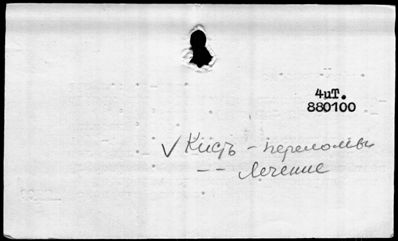 4иТ.
880100
✓ Кисть - переломы
-- Лечение